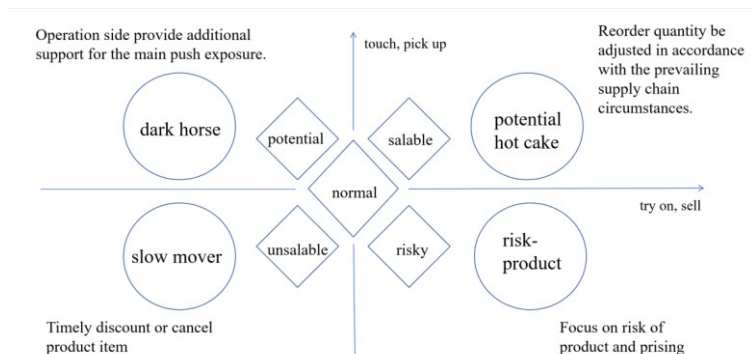 Operation side provide additional
support for the main push exposure.
touch, pick up
Reorder quantity be
adjusted in accordance
with the prevailing
supply chain
circumstances.
dark horse
potential
salable
potential
hot cake
normal
try on, sell
slow mover
unsalable
risky
risk-
product
Timely discount or cancel
product item
Focus on risk of
product and prising